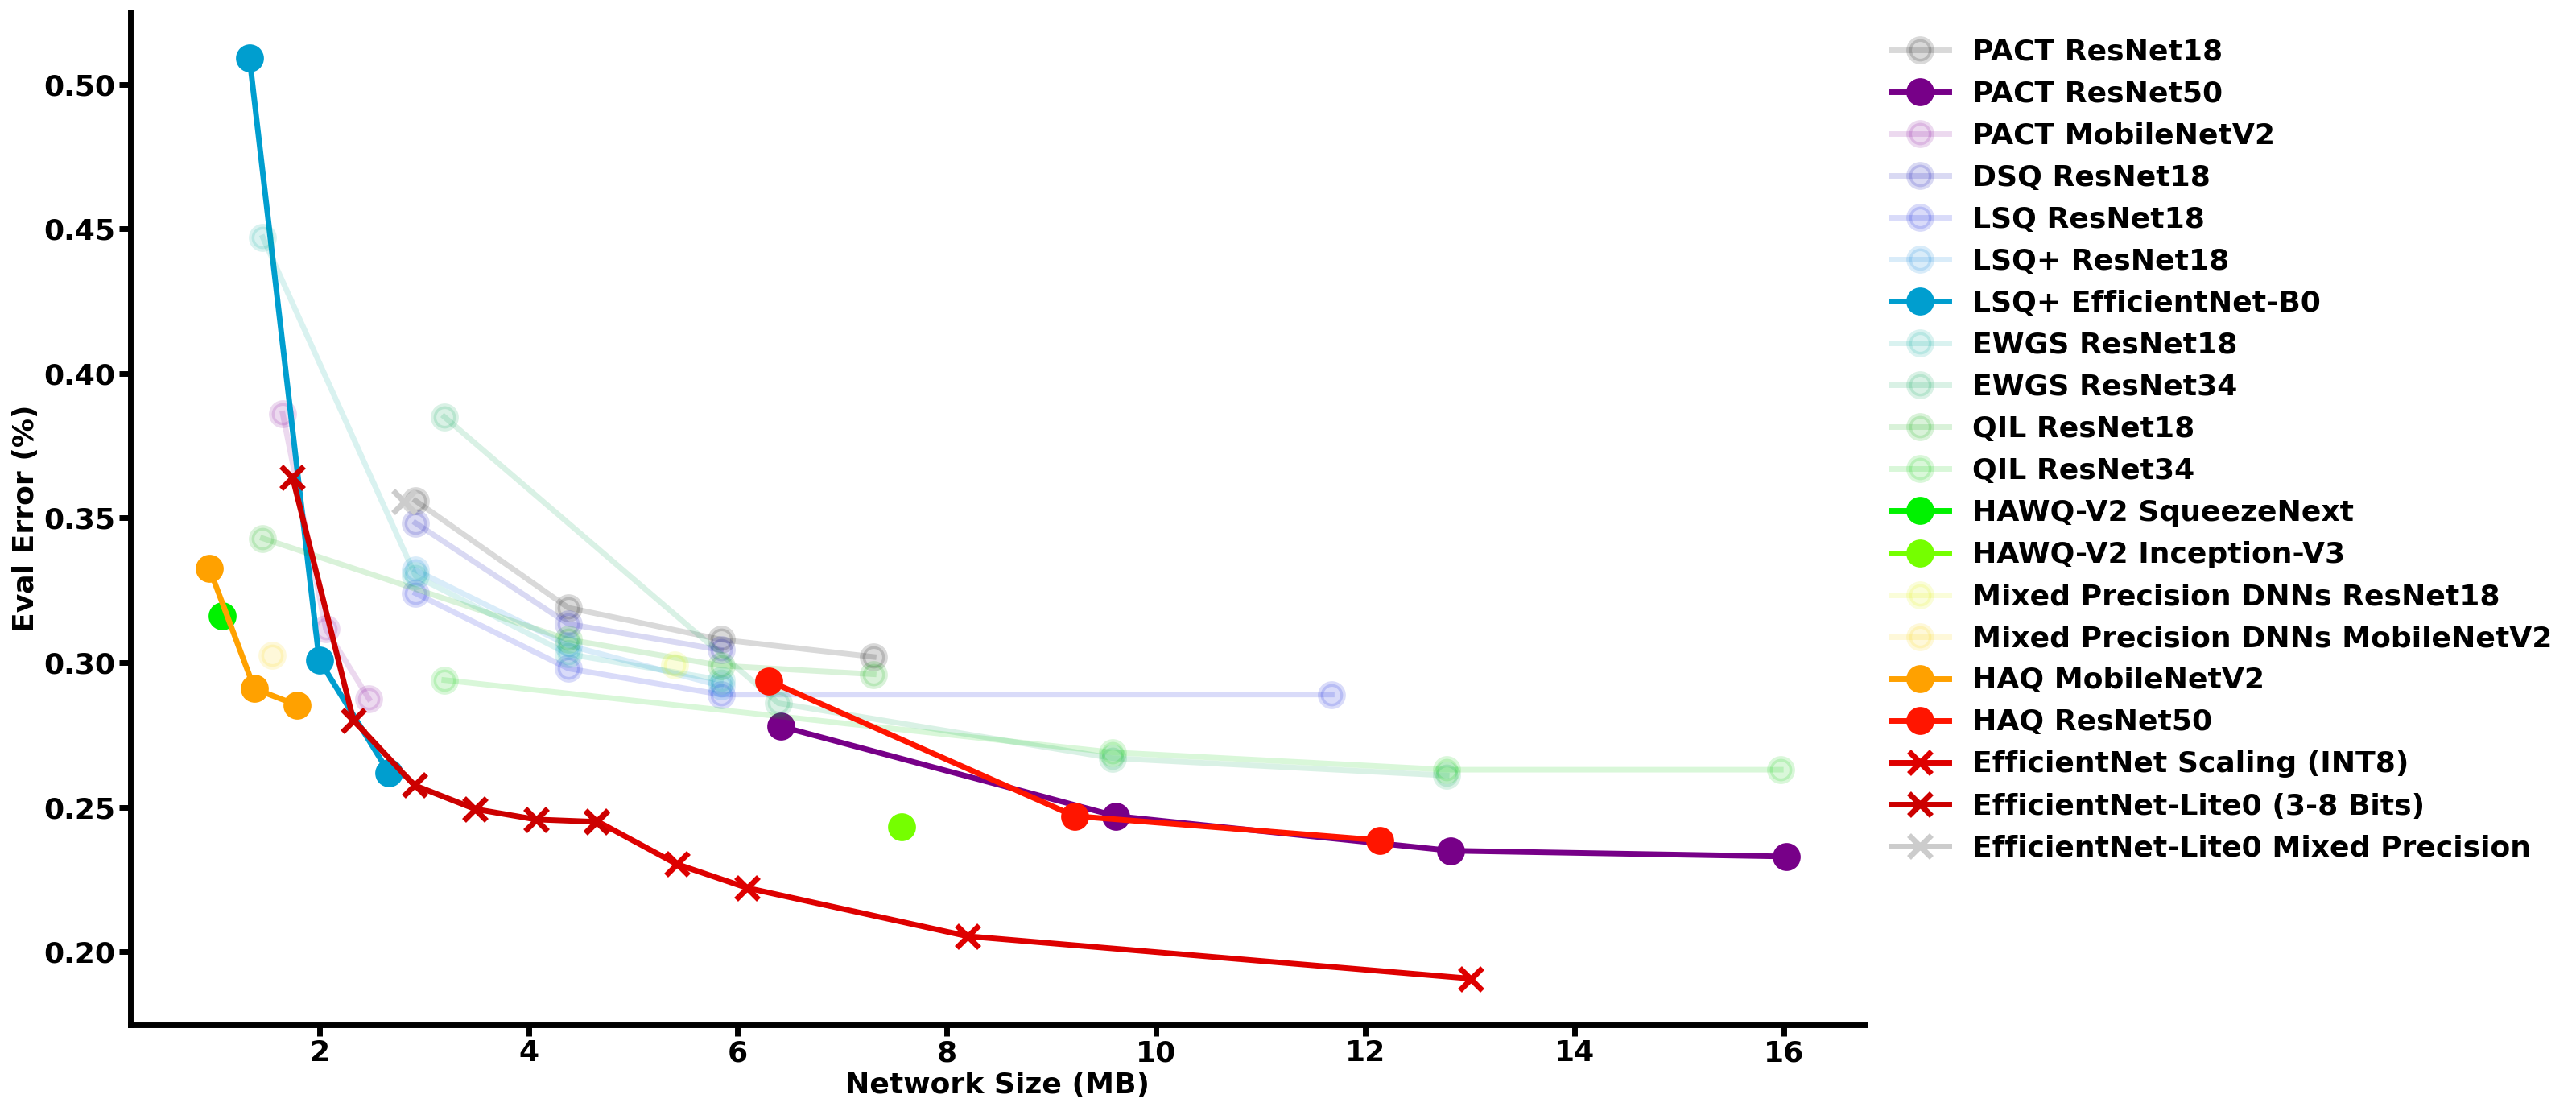 Eval Error (%)
0.50
0.45
0.40
0.35
0.30
0.25
0.20
2 4 6 8 10 12 14 16
Network Size (MB)
PACT ResNet18
PACT ResNet50
PACT MobileNetV2
DSQ ResNet18
LSQ ResNet18
LSQ+ ResNet18
LSQ+ EfficientNet-B0
EWGS ResNet18
EWGS ResNet34
QIL ResNet18
QIL ResNet34
HAWQ-V2 SqueezeNext
HAWQ-V2 Inception-V3
Mixed Precision DNNs ResNet18
Mixed Precision DNNs MobileNetV2
HAQ MobileNetV2
HAQ ResNet50
EfficientNet Scaling (INT8)
EfficientNet-Lite0 (3-8 Bits)
EfficientNet-Lite0 Mixed Precision